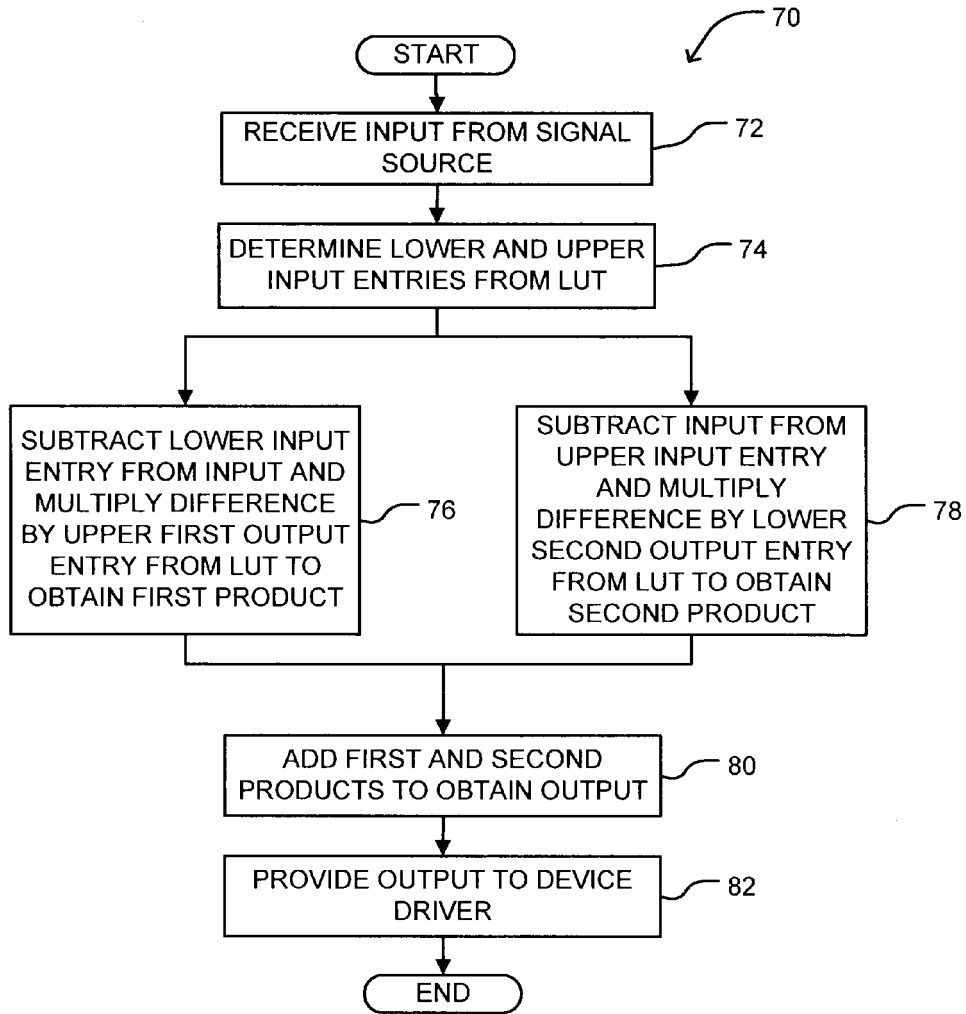 70
START
RECEIVE INPUT FROM SIGNAL
SOURCE
72
DETERMINE LOWER AND UPPER
INPUT ENTRIES FROM LUT
74
SUBTRACT LOWER INPUT
ENTRY FROM INPUT AND
MULTIPLY DIFFERENCE
BY UPPER FIRST OUTPUT
ENTRY FROM LUT TO
OBTAIN FIRST PRODUCT
76
SUBTRACT INPUT FROM
UPPER INPUT ENTRY
AND MULTIPLY
DIFFERENCE BY LOWER
SECOND OUTPUT ENTRY
FROM LUT TO OBTAIN
SECOND PRODUCT
78
ADD FIRST AND SECOND
PRODUCTS TO OBTAIN OUTPUT
80
PROVIDE OUTPUT TO DEVICE
DRIVER
82
END